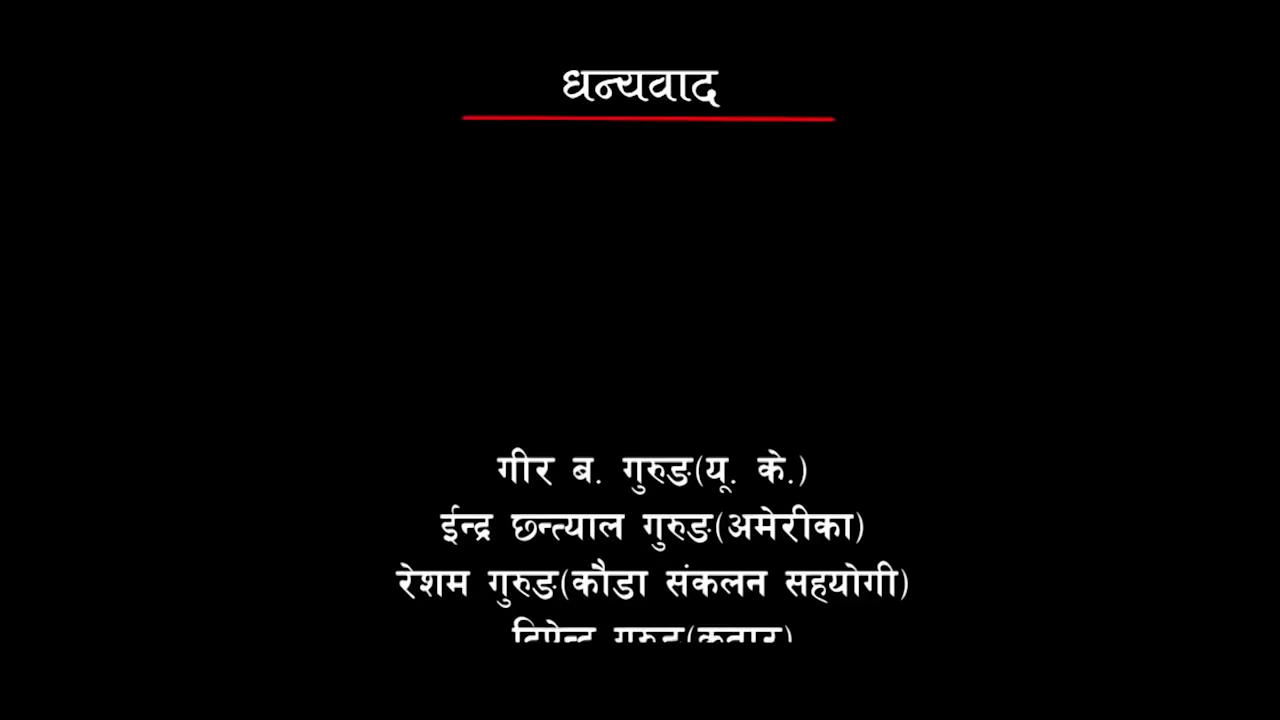 धन्यवाद
गीर ब. गुरुङ(यू. के.)
ईन्द्र छन्त्याल गुरुङ(अमेरीका)
रेशम गुरुङ(कौडा संकलन सहयोगी)